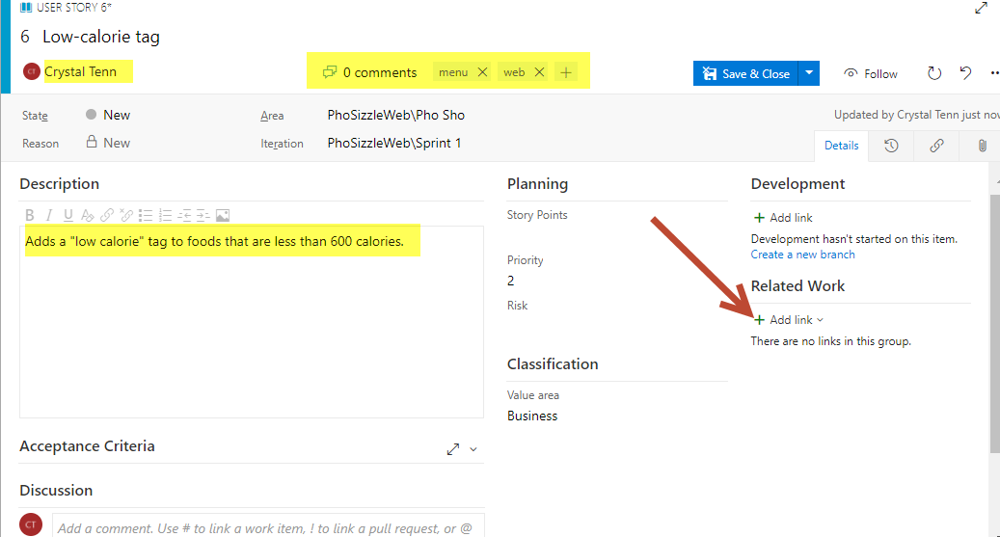 USER STORY 6*
6 Low-calorie tag
CT Crystal Tenn
0 comments menu web
Save & Close Follow
State New Area PhoSizzleWeb\Pho Sho Updated by Crystal Tenn just now
Reason New Iteration PhoSizzleWeb\Sprint 1
Details
Description Planning Development
B I U
Story Points
Add link
Adds a "low calorie" tag to foods that are less than 600 calories.
Development hasn't started on this item.
Create a new branch
Priority
2
Related Work
Risk
Add link
There are no links in this group.
Classification
Value area
Business
Acceptance Criteria
Discussion
CT Add a comment. Use # to link a work item, ! to link a pull request, or @